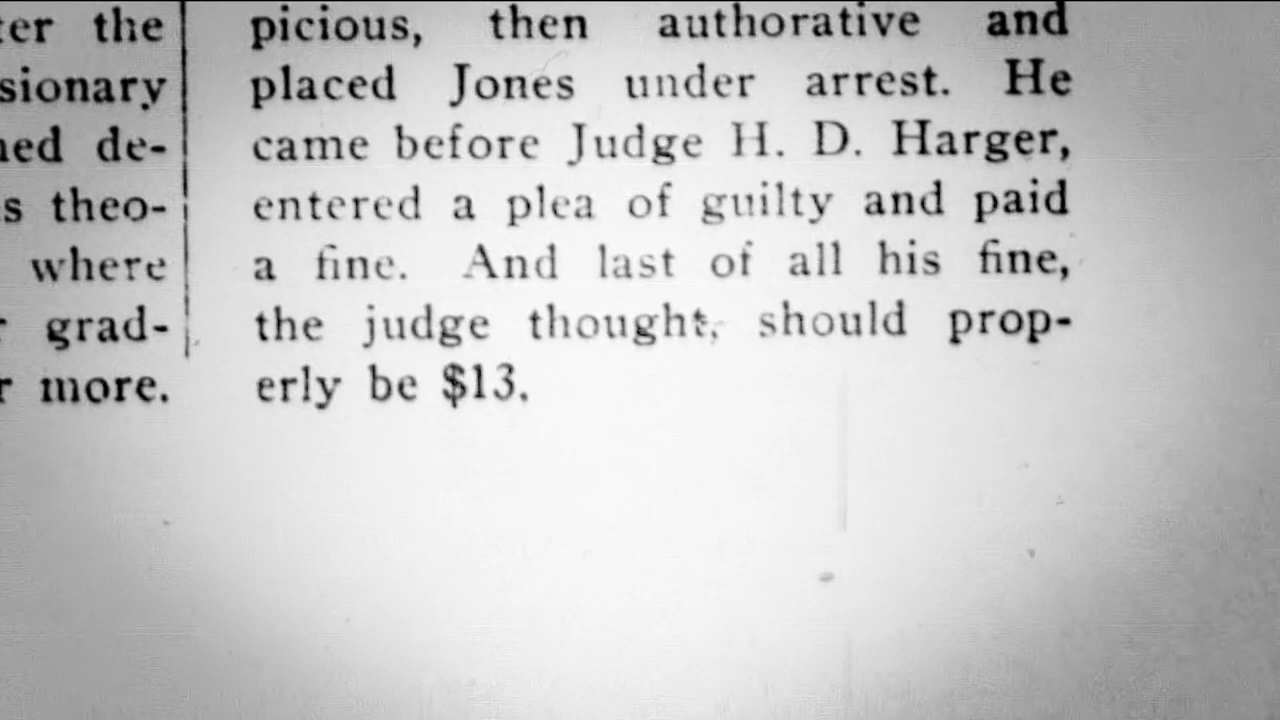 ter the
sionary
ned de-
s theo-
where
r grad-
r more.
picious, then authorative and
placed Jones under arrest. He
came before Judge H. D. Harger,
entered a plea of guilty and paid
a fine. And last of all his fine,
the judge thought, should prop-
erly be $13.